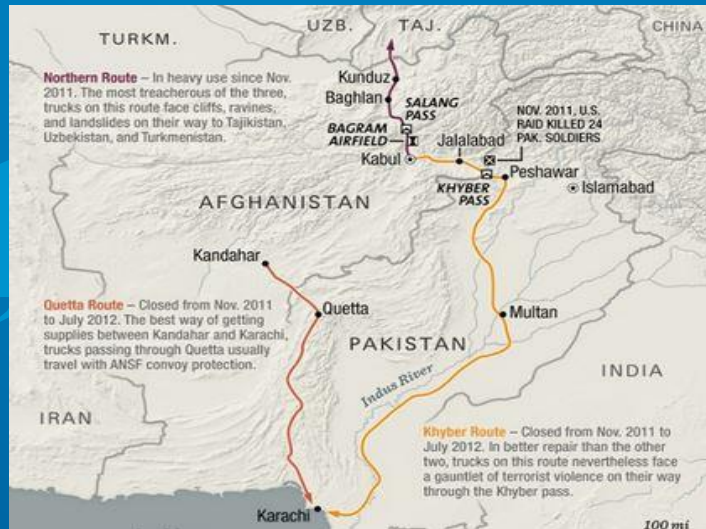 TURKM.
UZB.
TAJ.
CHINA
Northern Route – In heavy use since Nov.
2011. The most treacherous of the three,
trucks on this route face cliffs, ravines,
and landslides on their way to Tajikistan,
Uzbekistan, and Turkmenistan.
Kunduz
Baghlan
SALANG
PASS
BAGRAM
AIRFIELD
Kabul
Jalalabad
NOV. 2011, U.S.
RAID KILLED 24
PAK. SOLDIERS
KHYBER
PASS
Peshawar
Islamabad
AFGHANISTAN
Kandahar
Quetta Route – Closed from Nov. 2011
to July 2012. The best way of getting
supplies between Kandahar and Karachi,
trucks passing through Quetta usually
travel with ANSF convoy protection.
Quetta
Multan
PAKISTAN
Indus River
INDIA
IRAN
Khyber Route – Closed from Nov. 2011 to
July 2012. In better repair than the other
two, trucks on this route nevertheless face
a gauntlet of terrorist violence on their way
through the Khyber pass.
Karachi
100 mi